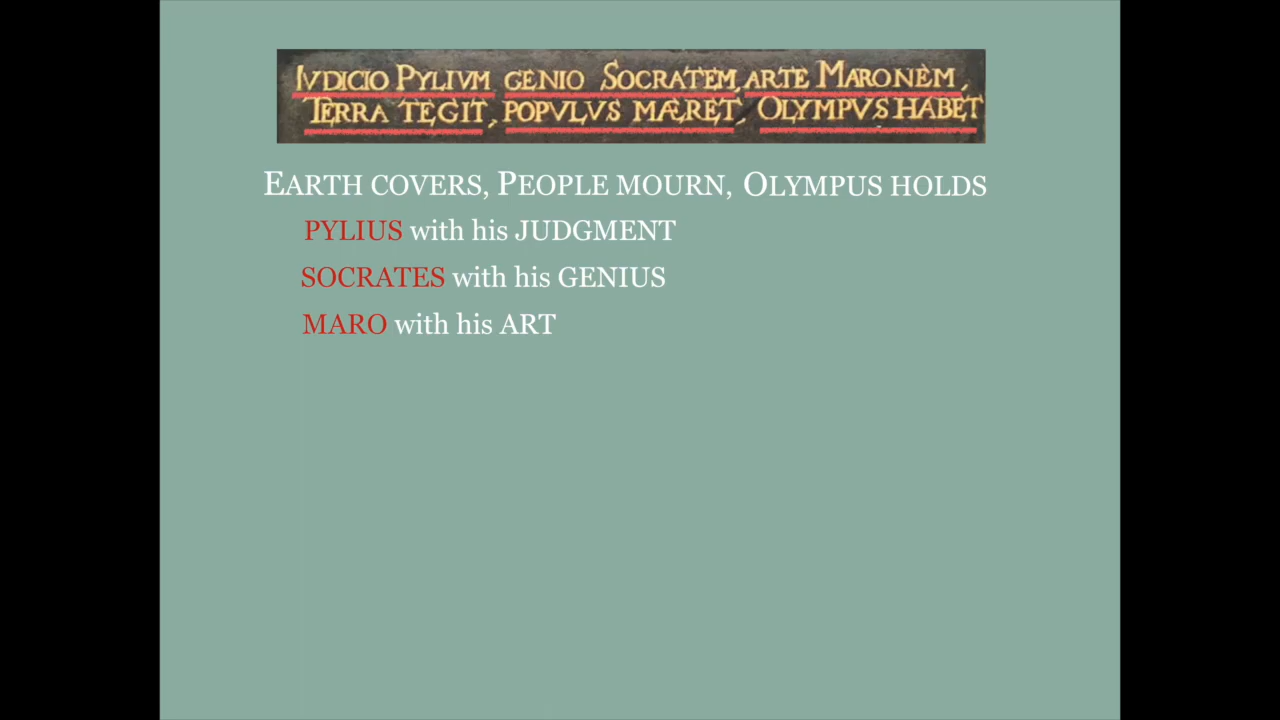 IVDICIO PYLIVM GENIO SOCRATEM, ARTE MARONEM,
TERRA TEGIT, POPVLVS MÆRET, OLYMPVS HABET
EARTH COVERS, PEOPLE MOURN, OLYMPUS HOLDS
PYLIUS with his JUDGMENT
SOCRATES with his GENIUS
MARO with his ART